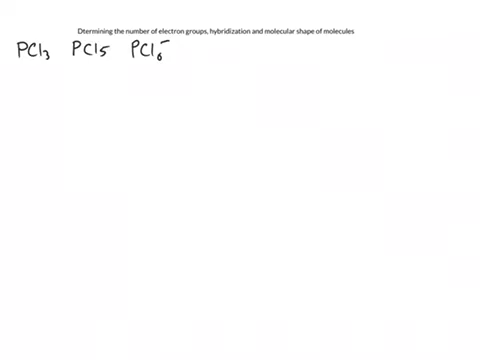 Dtermining the number of electron groups, hybridization and molecular shape of molecules
PCl₃ PCl5 PCl₆⁻